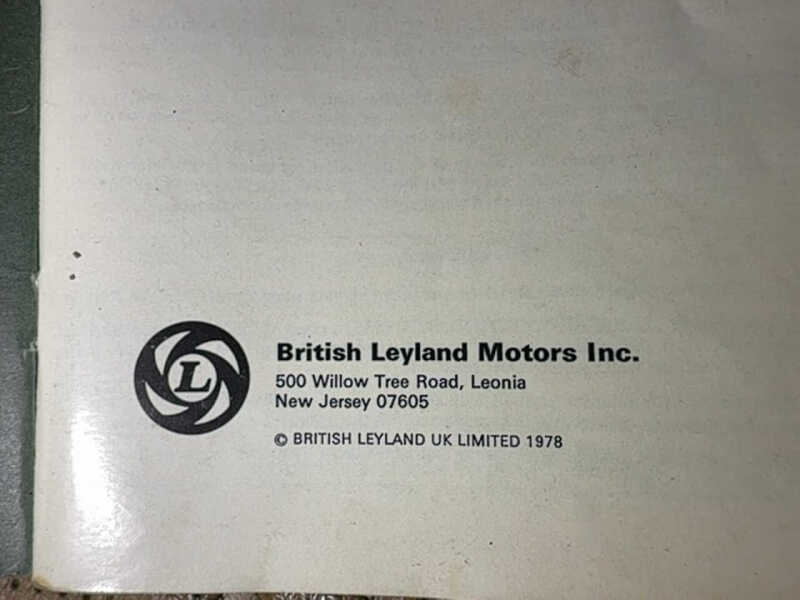 L
British Leyland Motors Inc.
500 Willow Tree Road, Leonia
New Jersey 07605
© BRITISH LEYLAND UK LIMITED 1978